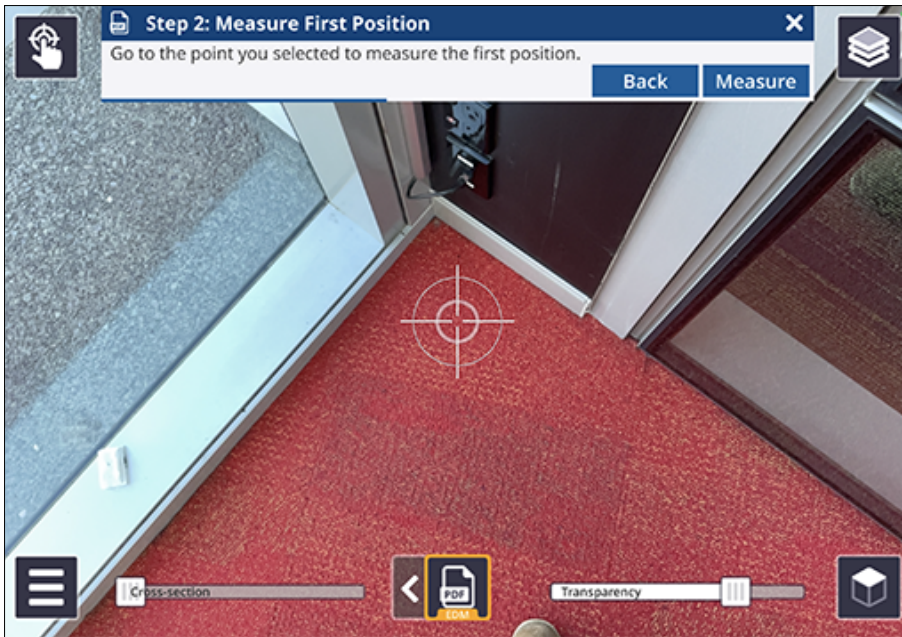 PDF
Step 2: Measure First Position
Go to the point you selected to measure the first position.
Back
Measure
Cross-section
PDF
EDM
Transparency